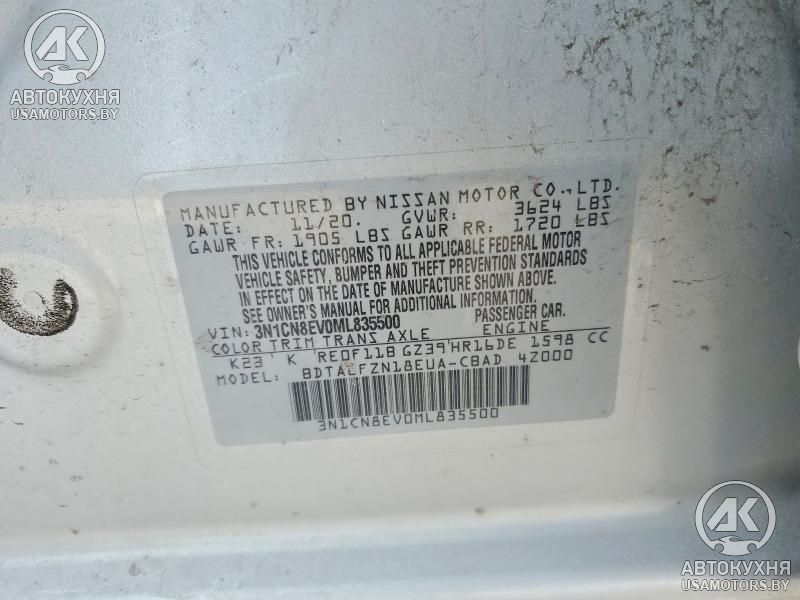 AK
АВТОКУХНЯ
USAMOTORS.BY
MANUFACTURED BY NISSAN MOTOR CO., LTD.
DATE: 11/20. GVWR: 3624 LBS
GAWR FR: 1905 LBS GAWR RR: 1720 LBS
THIS VEHICLE CONFORMS TO ALL APPLICABLE FEDERAL MOTOR
VEHICLE SAFETY, BUMPER AND THEFT PREVENTION STANDARDS
IN EFFECT ON THE DATE OF MANUFACTURE SHOWN ABOVE.
SEE OWNER'S MANUAL FOR ADDITIONAL INFORMATION.
VIN: 3N1CN8EV0ML835500 PASSENGER CAR.
COLOR TRIM TRANS AXLE ENGINE
K23 K RE0F11B GZ39 HR16DE 1598 CC
MODEL: BDTALFZN18EUA-CBAD 4Z000
3N1CN8EV0ML835500
AK
АВТОКУХНЯ
USAMOTORS.BY